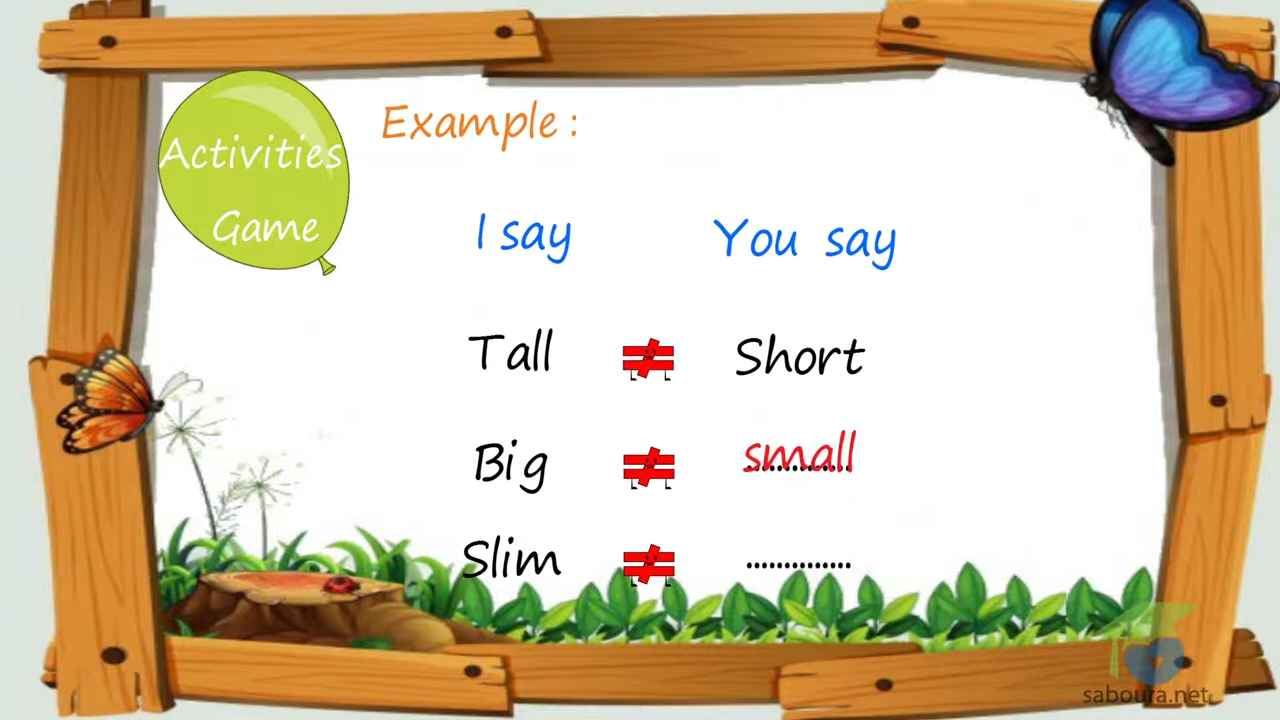 Activities
Game
Example :
I say You say
Tall ≠ Short
Big ≠ small
Slim ≠ ..............
saboura.net